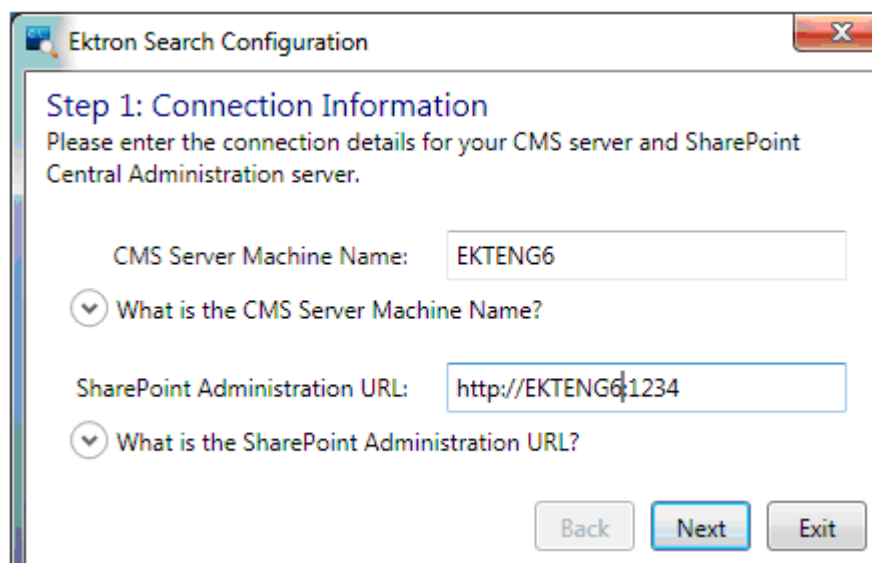 Ektron Search Configuration
Step 1: Connection Information
Please enter the connection details for your CMS server and SharePoint
Central Administration server.
CMS Server Machine Name: EKTENG6
What is the CMS Server Machine Name?
SharePoint Administration URL: http://EKTENG6:1234
What is the SharePoint Administration URL?
Back Next Exit